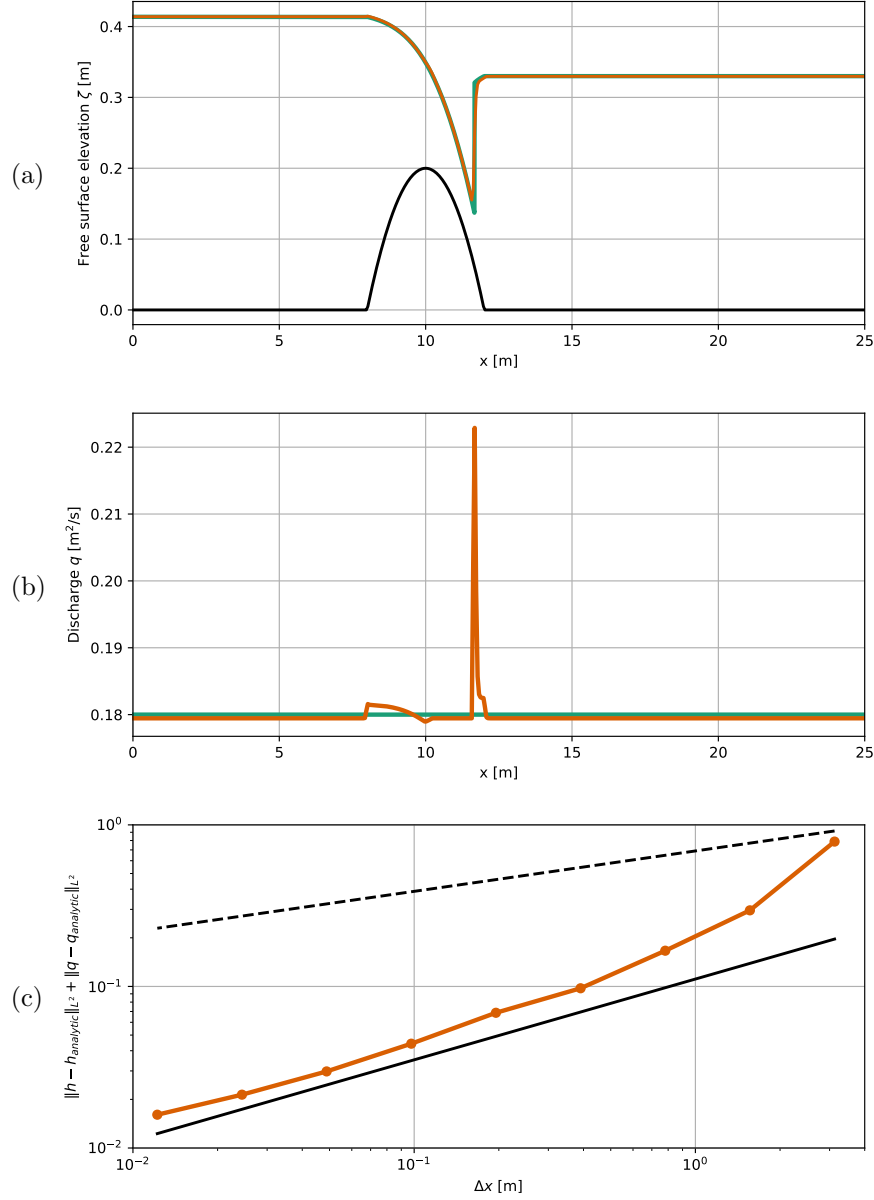 0.4
0.3
0.2
0.1
0.0
Free surface elevation ζ [m]
(a)
0 5 10 15 20 25
x [m]
0.22
0.21
0.20
0.19
0.18
Discharge q [m²/s]
(b)
0 5 10 15 20 25
x [m]
10⁰
10⁻¹
10⁻²
‖h − h_analytic‖_L² + ‖q − q_analytic‖_L²
(c)
10⁻² 10⁻¹ 10⁰
Δx [m]